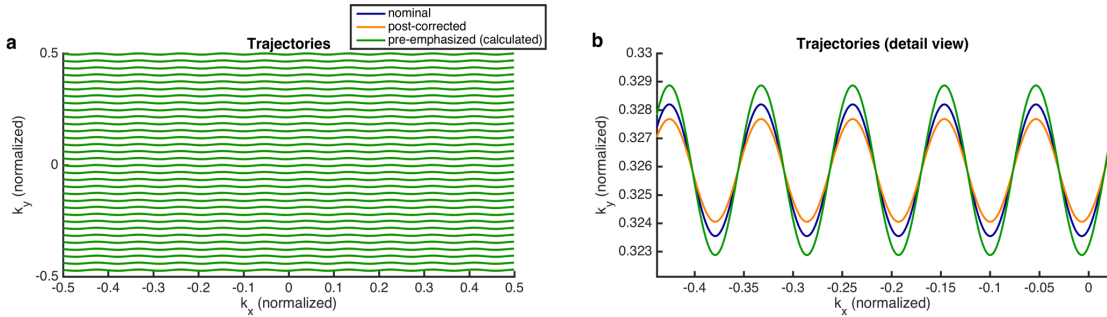 nominal
post-corrected
pre-emphasized (calculated)
a
Trajectories
0.5
0
-0.5
k_y (normalized)
-0.5 -0.4 -0.3 -0.2 -0.1 0 0.1 0.2 0.3 0.4 0.5
k_x (normalized)
b
Trajectories (detail view)
0.33
0.329
0.328
0.327
0.326
0.325
0.324
0.323
k_y (normalized)
-0.4 -0.35 -0.3 -0.25 -0.2 -0.15 -0.1 -0.05 0
k_x (normalized)